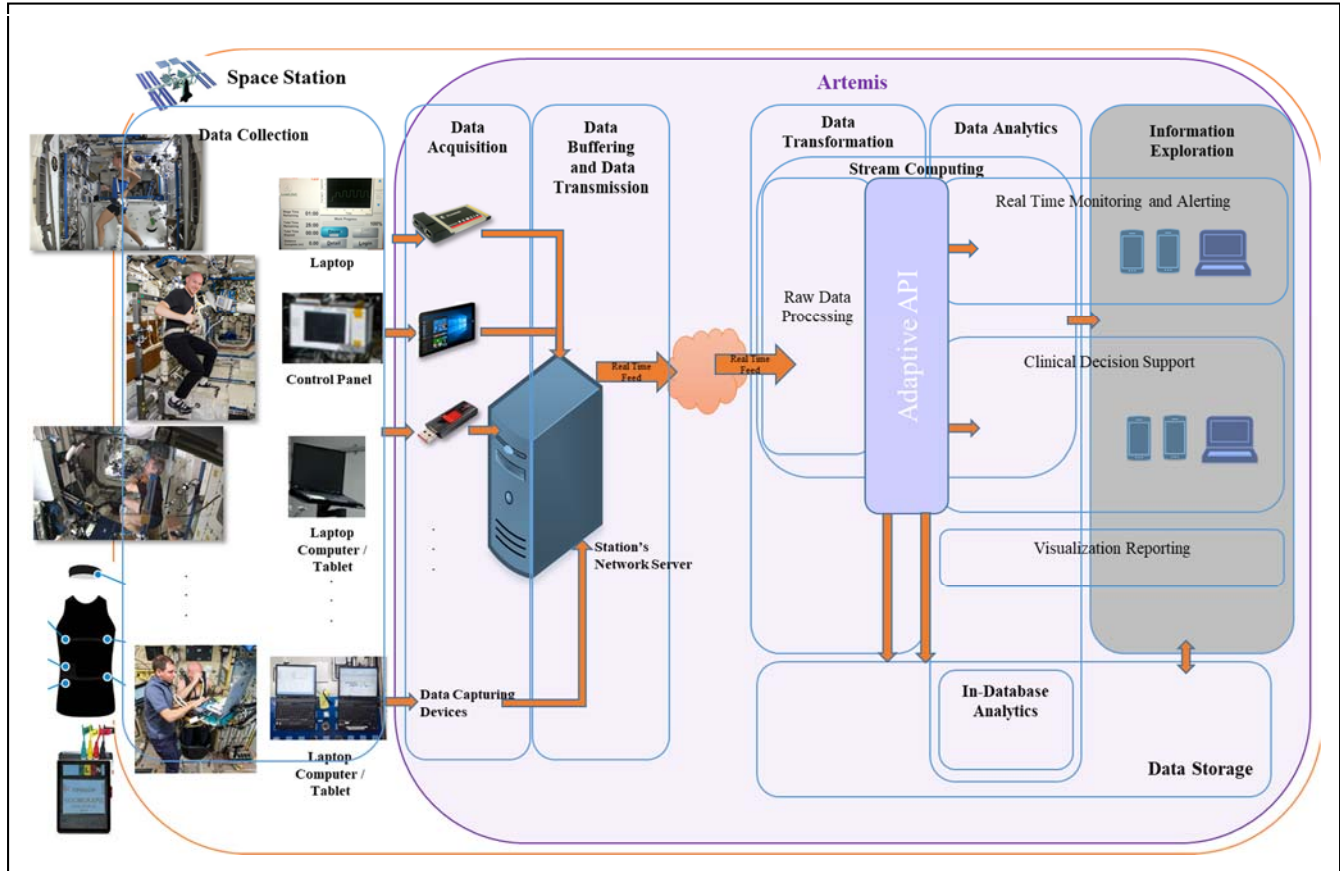 Space Station
Artemis
Data Collection
Data
Acquisition
Data
Buffering
and Data
Transmission
Data
Transformation
Data Analytics
Information
Exploration
Stream Computing
Real Time Monitoring and Alerting
Laptop
Raw Data
Processing
Adaptive API
Control Panel
Real Time
Feed
Real Time
Feed
Clinical Decision Support
Laptop
Computer /
Tablet
Station's
Network Server
Visualization Reporting
Data Capturing
Devices
In-Database
Analytics
Laptop
Computer /
Tablet
Data Storage